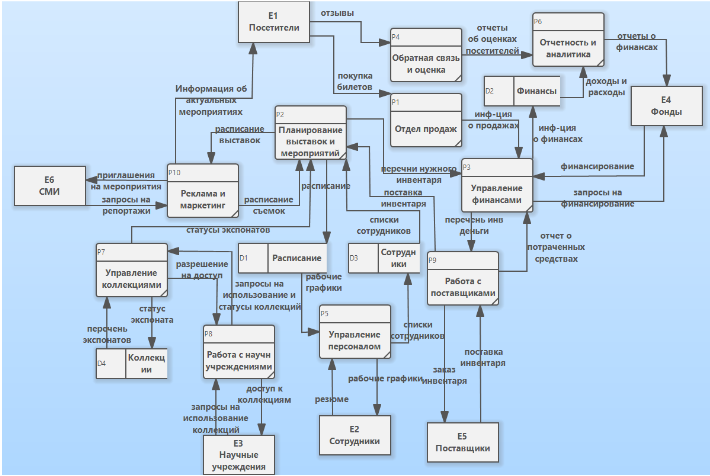 E1
Посетители
отзывы
P4
Обратная связь
и оценка
отчеты
об оценках
посетителей
P6
Отчетность и
аналитика
отчеты о
финансах
Информация об
актуальных
мероприятиях
покупка
билетов
P1
Отдел продаж
D2
Финансы
доходы и
расходы
E4
Фонды
P2
Планирование
выставок и
мероприятий
расписание
выставок
инф-ция
о продажах
инф-ция
о финансах
E6
СМИ
приглашения
на мероприятия
запросы на
репортажи
P10
Реклама и
маркетинг
расписание
съемок
расписание
перечни нужного
инвентаря
поставка
инвентаря
P3
Управление
финансами
финансирование
запросы на
финансирование
статусы экспонатов
списки
сотрудников
перечень инв
деньги
отчет о
потраченных
средствах
P7
Управление
коллекциями
разрешение
на доступ
D1
Расписание
D3
Сотрудн
ики
P9
Работа с
поставщиками
запросы на
использование и
статусы коллекций
рабочие
графики
статус
экспоната
перечень
экспонатов
P8
Работа с научн
учреждениями
P5
Управление
персоналом
списки
сотрудников
D4
Коллекц
ии
поставка
инвентаря
заказ
инвентаря
рабочие графики
доступ к
коллекциям
резюме
запросы на
использование
коллекций
E3
Научные
учреждения
E2
Сотрудники
E5
Поставщики